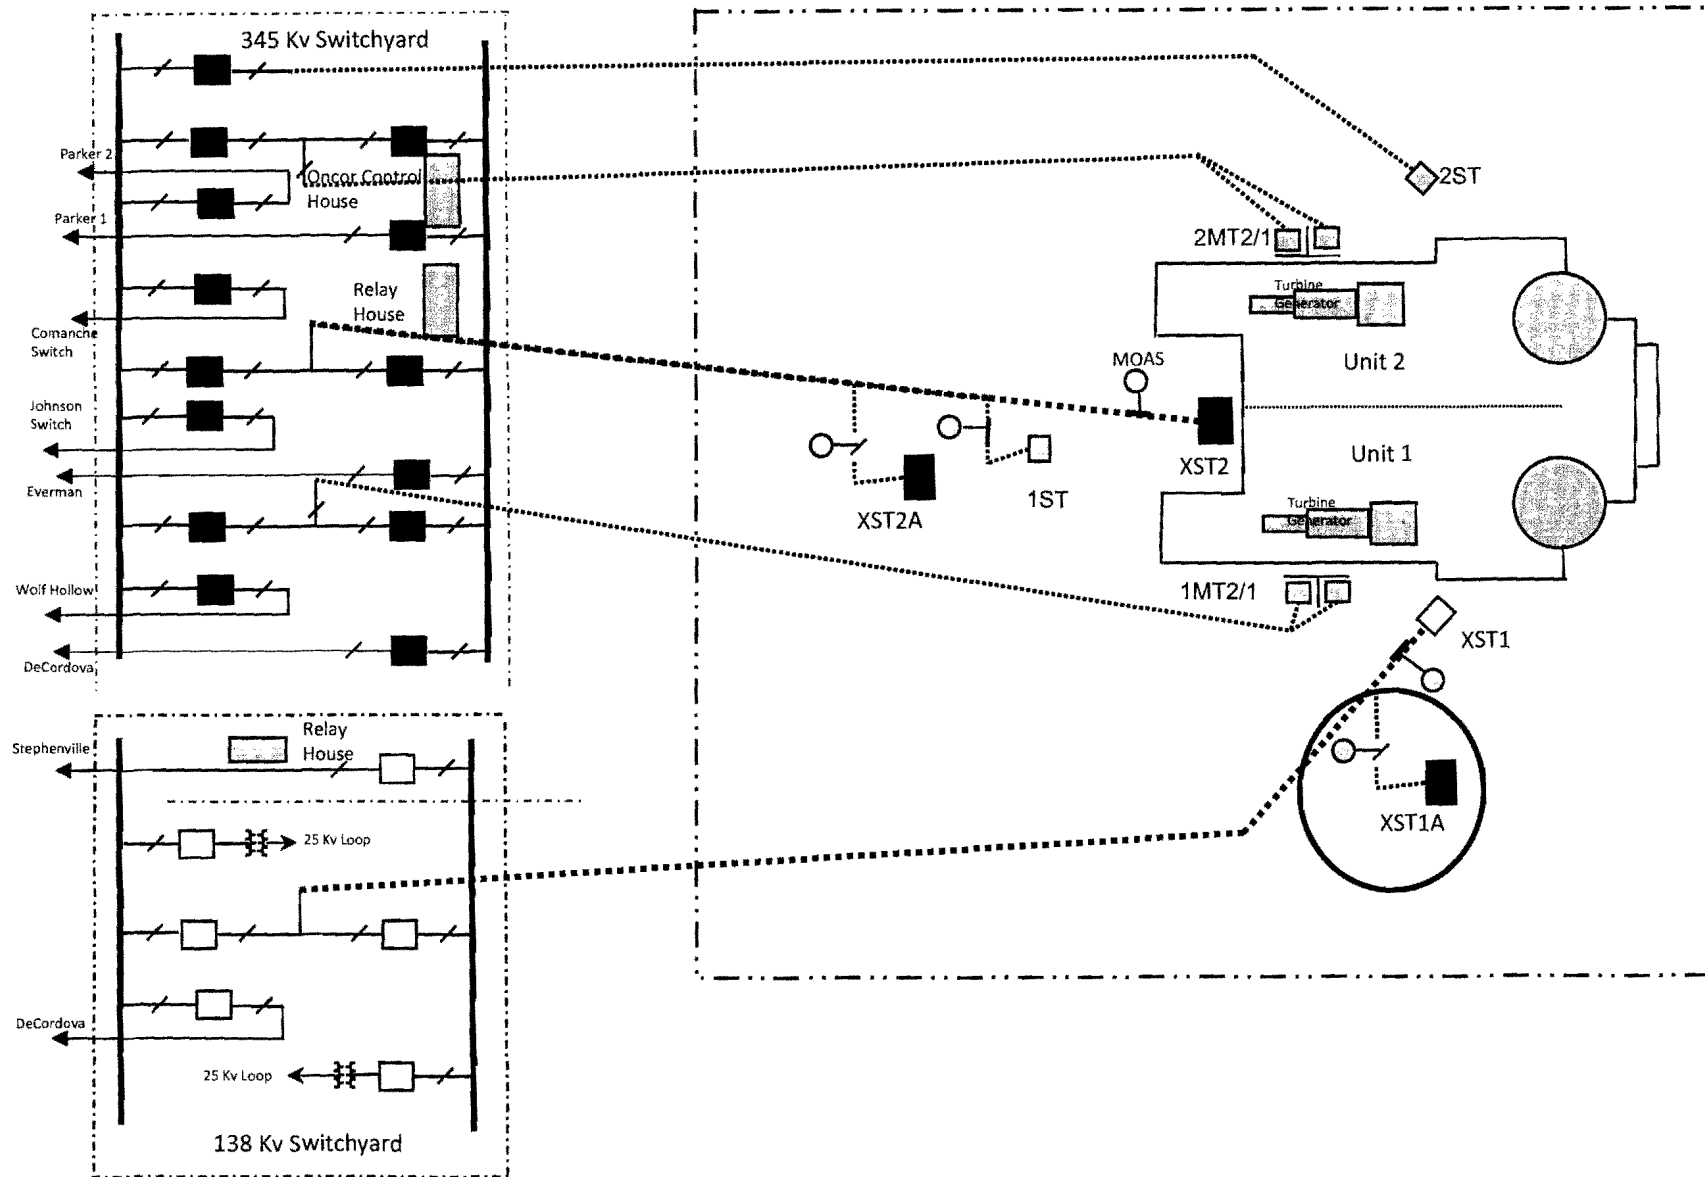 345 Kv Switchyard
Parker 2
Oncor Control
House
Parker 1
Relay
House
Comanche
Switch
Johnson
Switch
Everman
Wolf Hollow
DeCordova
2ST
2MT2/1
Turbine
Generator
Unit 2
MOAS
XST2
1ST
XST2A
Unit 1
Turbine
Generator
1MT2/1
XST1
XST1A
Stephenville
Relay
House
25 Kv Loop
DeCordova
25 Kv Loop
138 Kv Switchyard